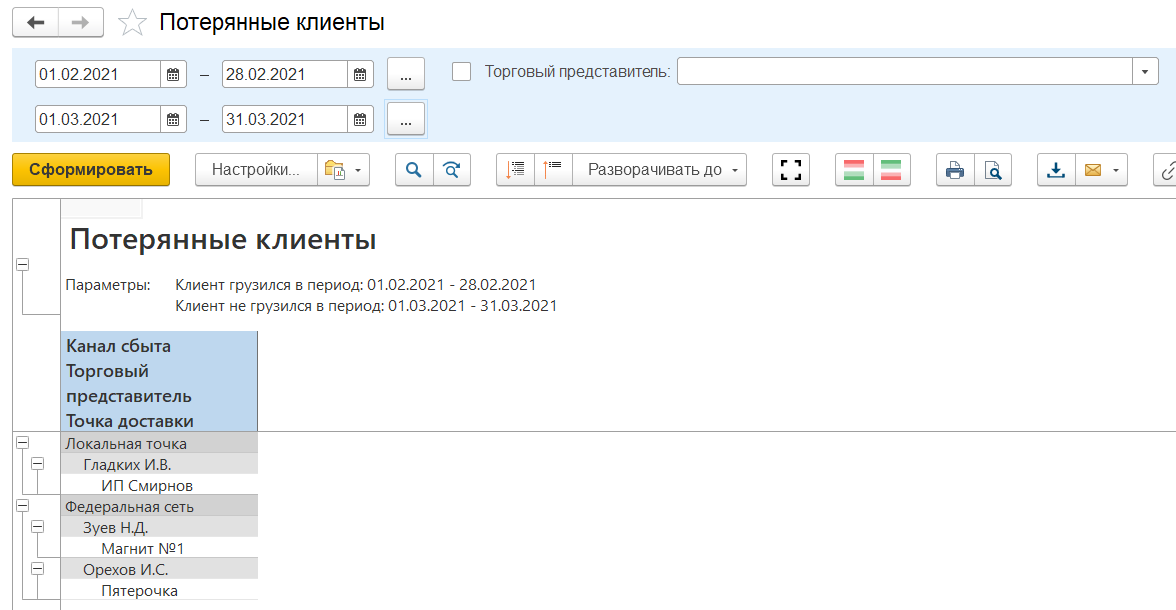 Потерянные клиенты
01.02.2021 – 28.02.2021 ... Торговый представитель:
01.03.2021 – 31.03.2021 ...
Сформировать Настройки... Разворачивать до
Потерянные клиенты
Параметры: Клиент грузился в период: 01.02.2021 - 28.02.2021
Клиент не грузился в период: 01.03.2021 - 31.03.2021
Канал сбыта
Торговый
представитель
Точка доставки
Локальная точка
Гладких И.В.
ИП Смирнов
Федеральная сеть
Зуев Н.Д.
Магнит №1
Орехов И.С.
Пятерочка